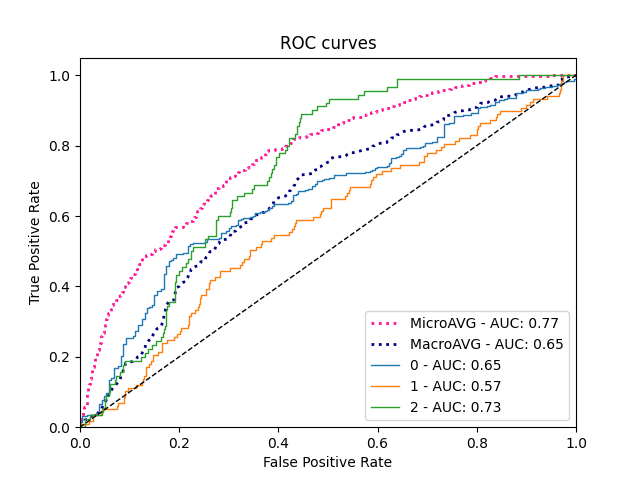 ROC curves
True Positive Rate
1.0
0.8
0.6
0.4
0.2
0.0
MicroAVG - AUC: 0.77
MacroAVG - AUC: 0.65
0 - AUC: 0.65
1 - AUC: 0.57
2 - AUC: 0.73
0.0 0.2 0.4 0.6 0.8 1.0
False Positive Rate